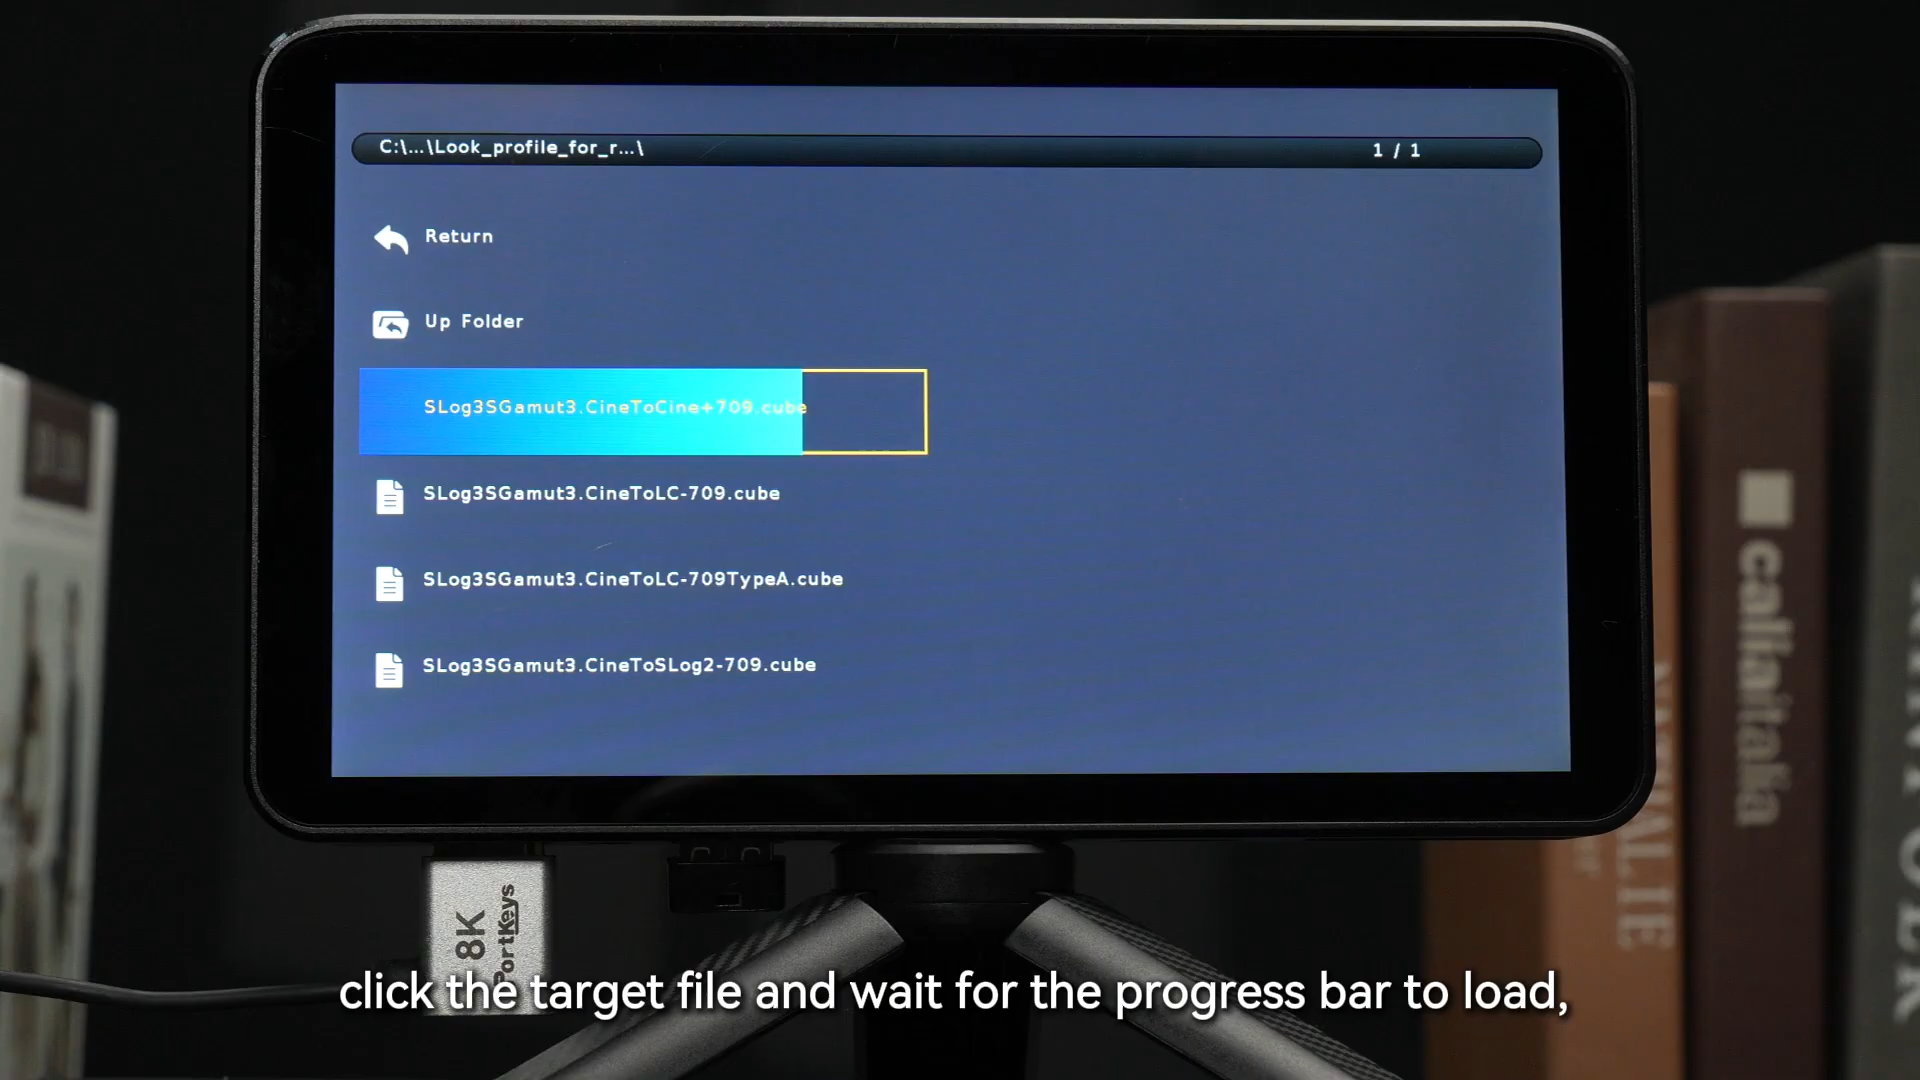 C:\...\Look_profile_for_r...\ 1 / 1
Return
Up Folder
SLog3SGamut3.CineToCine+709.cube
SLog3SGamut3.CineToLC-709.cube
SLog3SGamut3.CineToLC-709TypeA.cube
SLog3SGamut3.CineToSLog2-709.cube
8K
PortKeys
calinitalia
click the target file and wait for the progress bar to load,